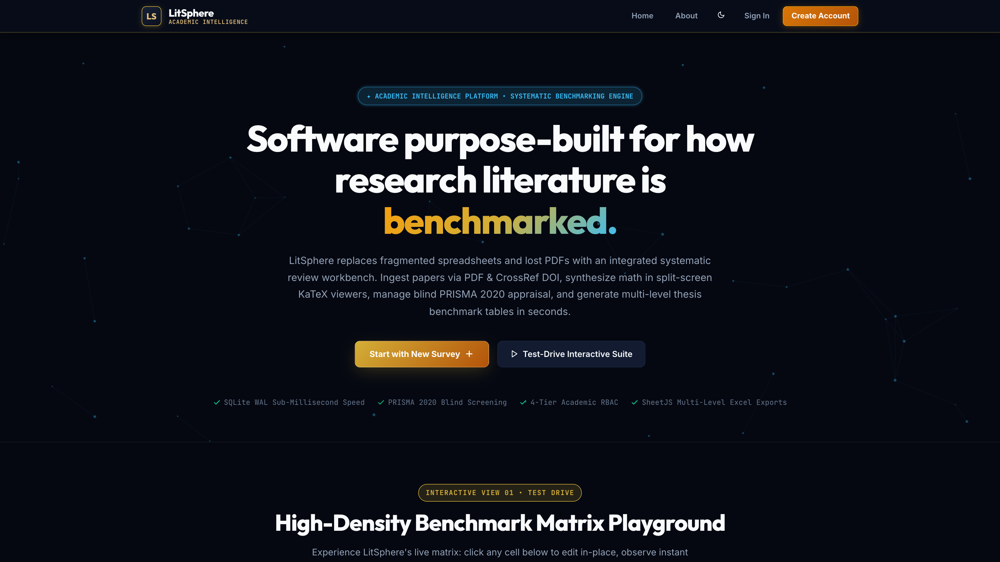 LS
LitSphere
ACADEMIC INTELLIGENCE
Home
About
Sign In
Create Account
✦ ACADEMIC INTELLIGENCE PLATFORM • SYSTEMATIC BENCHMARKING ENGINE
Software purpose-built for how
research literature is
benchmarked.
LitSphere replaces fragmented spreadsheets and lost PDFs with an integrated systematic
review workbench. Ingest papers via PDF & CrossRef DOI, synthesize math in split-screen
KaTeX viewers, manage blind PRISMA 2020 appraisal, and generate multi-level thesis
benchmark tables in seconds.
Start with New Survey +
Test-Drive Interactive Suite
SQLite WAL Sub-Millisecond Speed
PRISMA 2020 Blind Screening
4-Tier Academic RBAC
SheetJS Multi-Level Excel Exports
INTERACTIVE VIEW 01 • TEST DRIVE
High-Density Benchmark Matrix Playground
Experience LitSphere's live matrix: click any cell below to edit in-place, observe instant